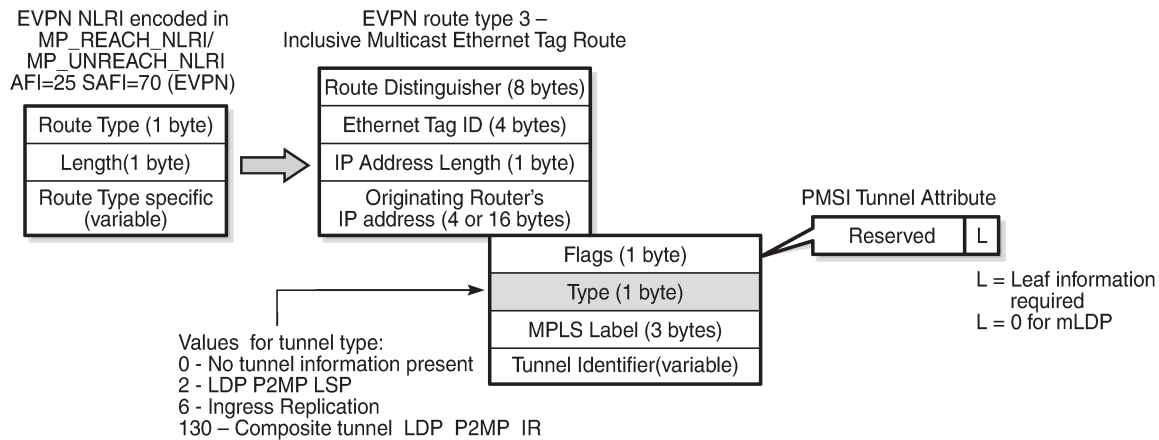 EVPN NLRI encoded in
MP_REACH_NLRI/
MP_UNREACH_NLRI
AFI=25 SAFI=70 (EVPN)
Route Type (1 byte)
Length(1 byte)
Route Type specific
(variable)
EVPN route type 3 –
Inclusive Multicast Ethernet Tag Route
Route Distinguisher (8 bytes)
Ethernet Tag ID (4 bytes)
IP Address Length (1 byte)
Originating Router's
IP address (4 or 16 bytes)
Flags (1 byte)
Type (1 byte)
MPLS Label (3 bytes)
Tunnel Identifier(variable)
PMSI Tunnel Attribute
Reserved
L
L = Leaf information
required
L = 0 for mLDP
Values for tunnel type:
0 - No tunnel information present
2 - LDP P2MP LSP
6 - Ingress Replication
130 – Composite tunnel LDP P2MP IR